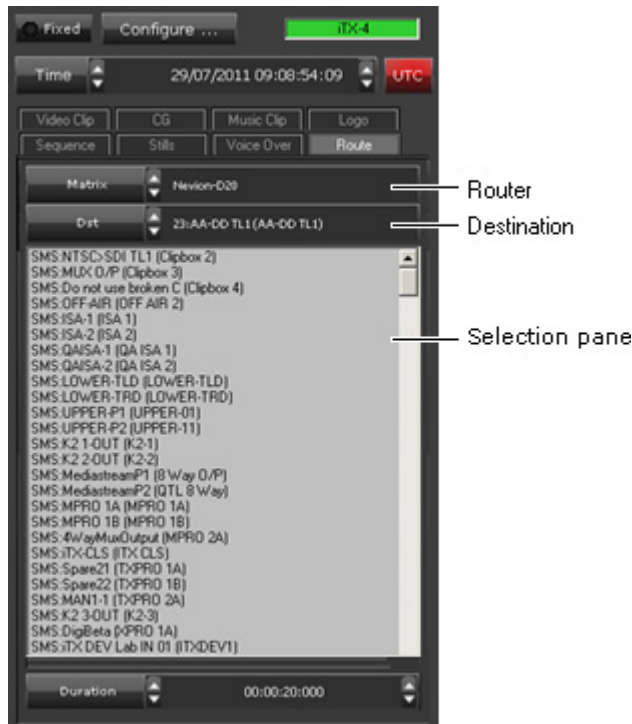 Fixed Configure ... iTX-4
Time 29/07/2011 09:08:54:09 UTC
Video Clip CG Music Clip Logo
Sequence Stills Voice Over Route
Matrix Nevion-D28 Router
Dst 23:AA-DD TL1(AA-DD TL1) Destination
SMS:NTSC>SDI TL1 (Clipbox 2)
SMS:MUX O/P (Clipbox 3)
SMS:Do not use broken C (Clipbox 4)
SMS:OFF-AIR (OFF AIR 2)
SMS:ISA-1 (ISA 1)
SMS:ISA-2 (ISA 2)
Selection pane
SMS:QAISA-1 (QA ISA 1)
SMS:QAISA-2 (QA ISA 2)
SMS:LOWER-TLD (LOWER-TLD)
SMS:LOWER-TRD (LOWER-TRD)
SMS:UPPER-P1 (UPPER-01)
SMS:UPPER-P2 (UPPER-11)
SMS:K2 1-OUT (K2-1)
SMS:K2 2-OUT (K2-2)
SMS:MediastreamP1 (8 Way O/P)
SMS:MediastreamP2 (QTL 8 Way)
SMS:MPRO 1A (MPRO 1A)
SMS:MPRO 1B (MPRO 1B)
SMS:4WayMuxOutput (MPRO 2A)
SMS:iTX-CLS (ITX CLS)
SMS:Spare21 (TXPRO 1A)
SMS:Spare22 (TXPRO 1B)
SMS:MAN1-1 (TXPRO 2A)
SMS:K2 3-OUT (K2-3)
SMS:DigiBeta (XPRO 1A)
SMS:iTX DEV Lab IN 01 (ITXDEV1)
Duration 00:00:20:000